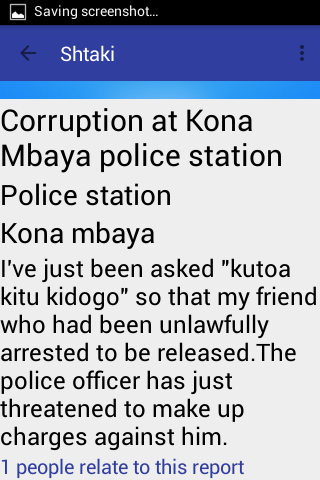 Saving screenshot...
Shtaki
Corruption at Kona
Mbaya police station
Police station
Kona mbaya
I've just been asked "kutoa
kitu kidogo" so that my friend
who had been unlawfully
arrested to be released.The
police officer has just
threatened to make up
charges against him.
1 people relate to this report